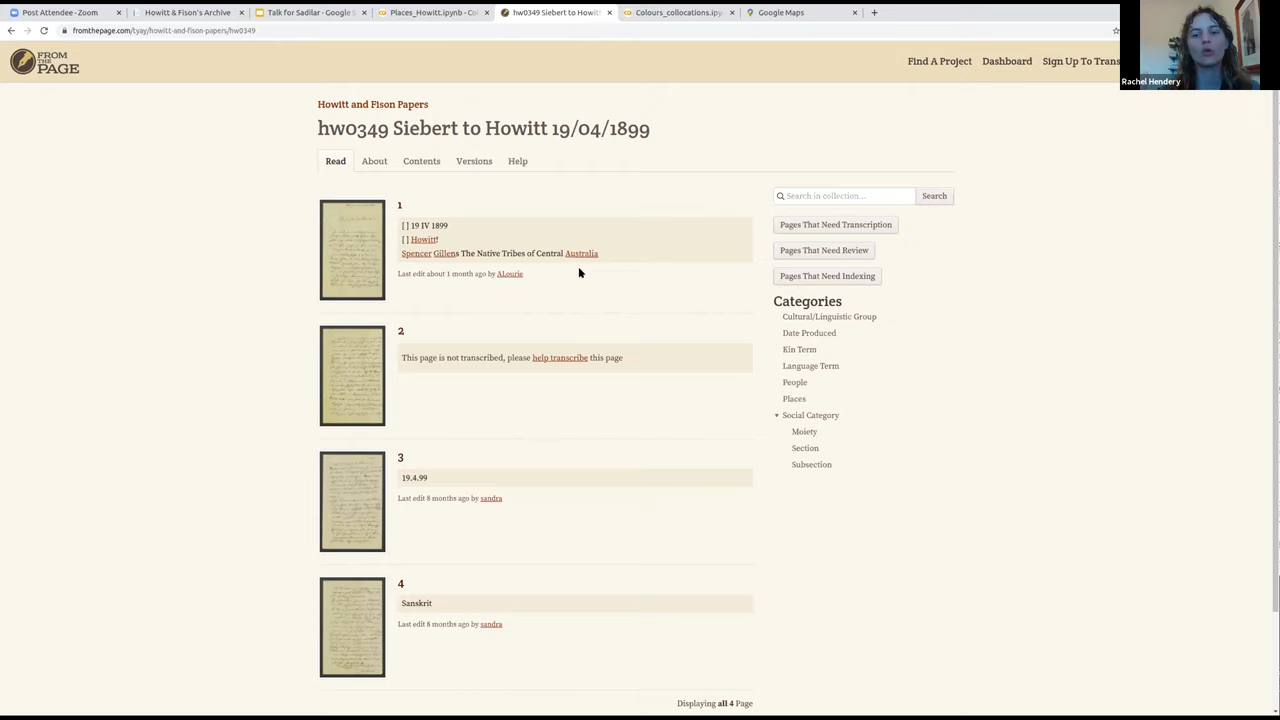 Post Attendee - Zoom
Howitt & Fison's Archive
Talk for Sadilar - Google S
Places_Howitt.ipynb - Co
hw0349 Siebert to Howitt
Colours_collocations.ipy
Google Maps
fromthepage.com/tyay/howitt-and-fison-papers/hw0349
FROM THE PAGE
Find A Project
Dashboard
Sign Up To Trans
Rachel Hendery
Howitt and Fison Papers
hw0349 Siebert to Howitt 19/04/1899
Read
About
Contents
Versions
Help
1
[ ] 19 IV 1899
[ ] Howitt!
Spencer Gillens The Native Tribes of Central Australia
Last edit about 1 month ago by ALourie
2
This page is not transcribed, please help transcribe this page
3
19.4.99
Last edit 8 months ago by sandra
4
Sanskrit
Last edit 8 months ago by sandra
Displaying all 4 Page
Search in collection...
Search
Pages That Need Transcription
Pages That Need Review
Pages That Need Indexing
Categories
Cultural/Linguistic Group
Date Produced
Kin Term
Language Term
People
Places
Social Category
Moiety
Section
Subsection